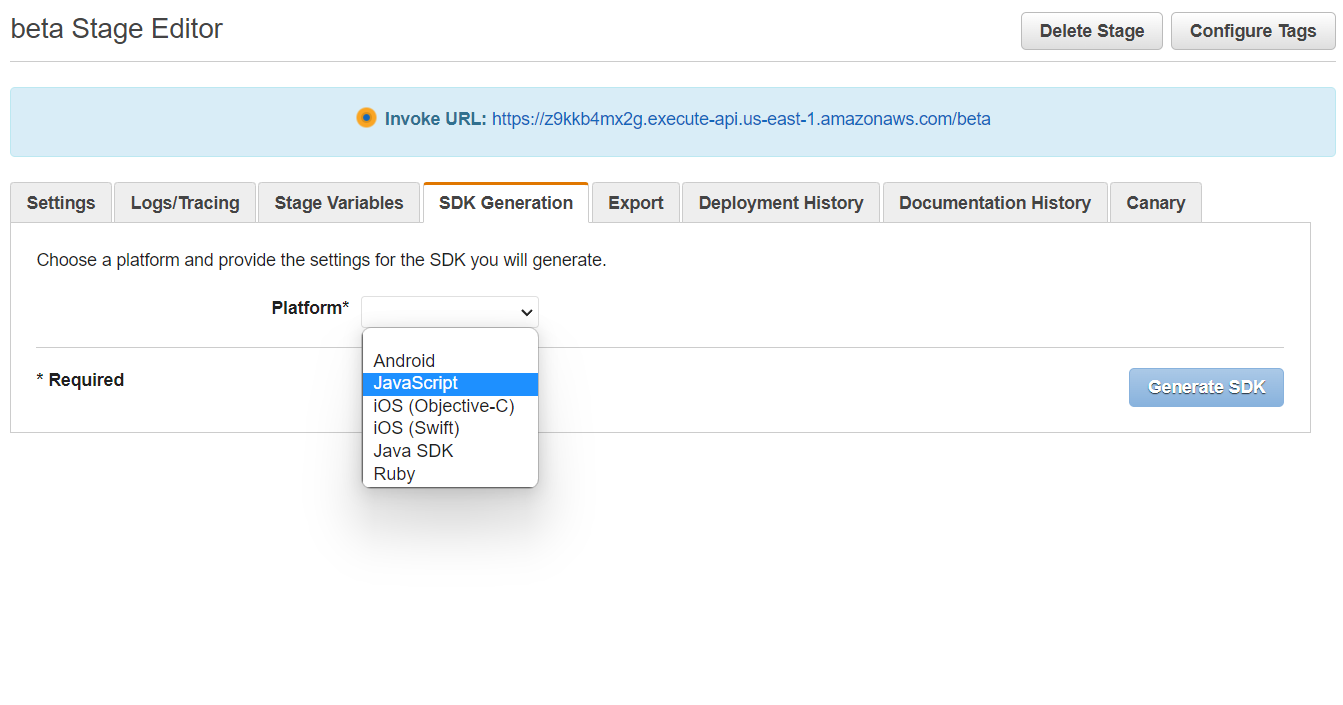 beta Stage Editor
Delete Stage
Configure Tags
Invoke URL: https://z9kkb4mx2g.execute-api.us-east-1.amazonaws.com/beta
Settings
Logs/Tracing
Stage Variables
SDK Generation
Export
Deployment History
Documentation History
Canary
Choose a platform and provide the settings for the SDK you will generate.
Platform*
Android
JavaScript
iOS (Objective-C)
iOS (Swift)
Java SDK
Ruby
* Required
Generate SDK